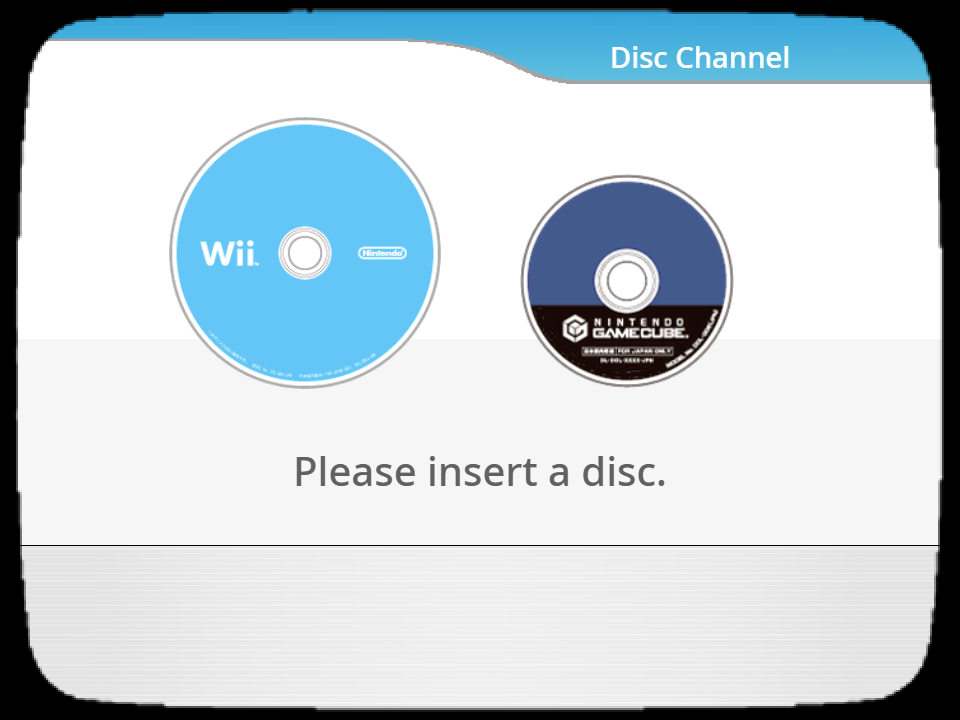 Disc Channel
Wii
Nintendo
NINTENDO
GAMECUBE
FOR JAPAN ONLY
Please insert a disc.